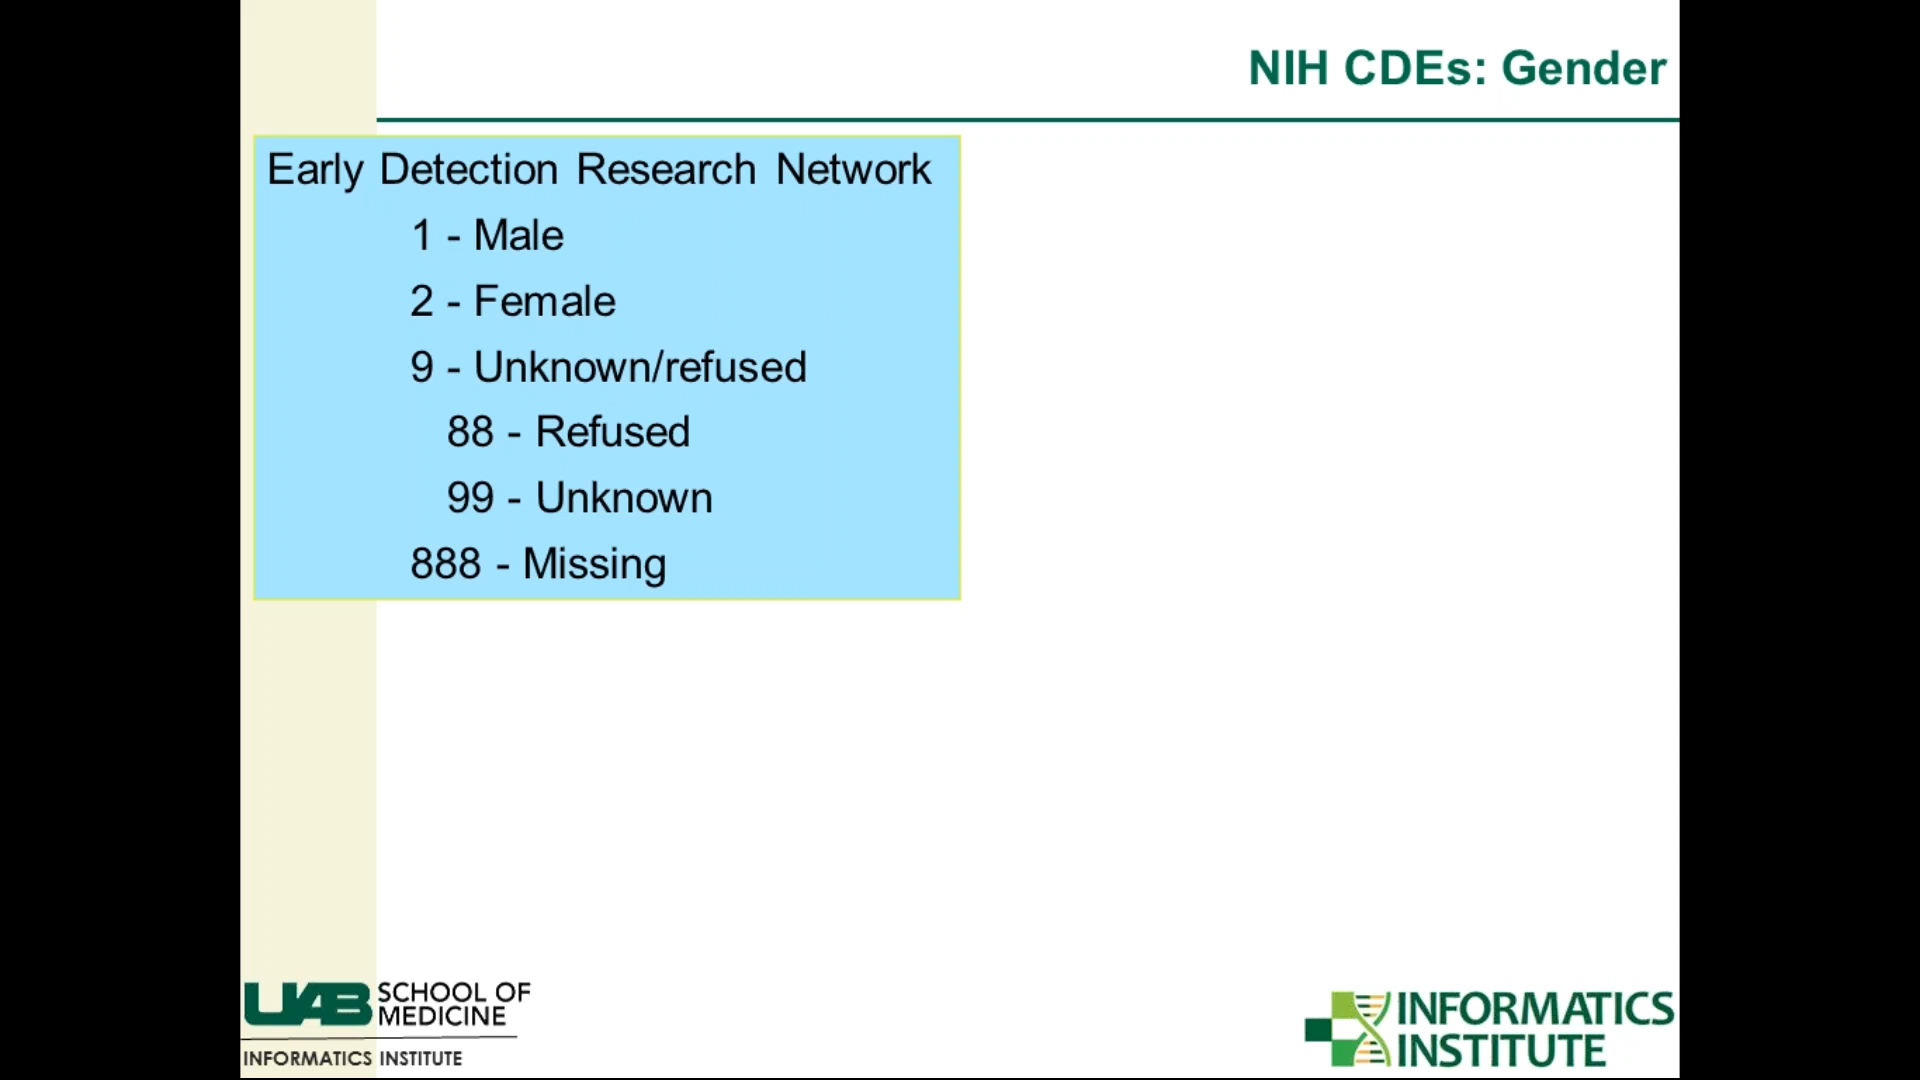 NIH CDEs: Gender
Early Detection Research Network
1 - Male
2 - Female
9 - Unknown/refused
88 - Refused
99 - Unknown
888 - Missing
UAB SCHOOL OF
MEDICINE
INFORMATICS INSTITUTE
INFORMATICS
INSTITUTE